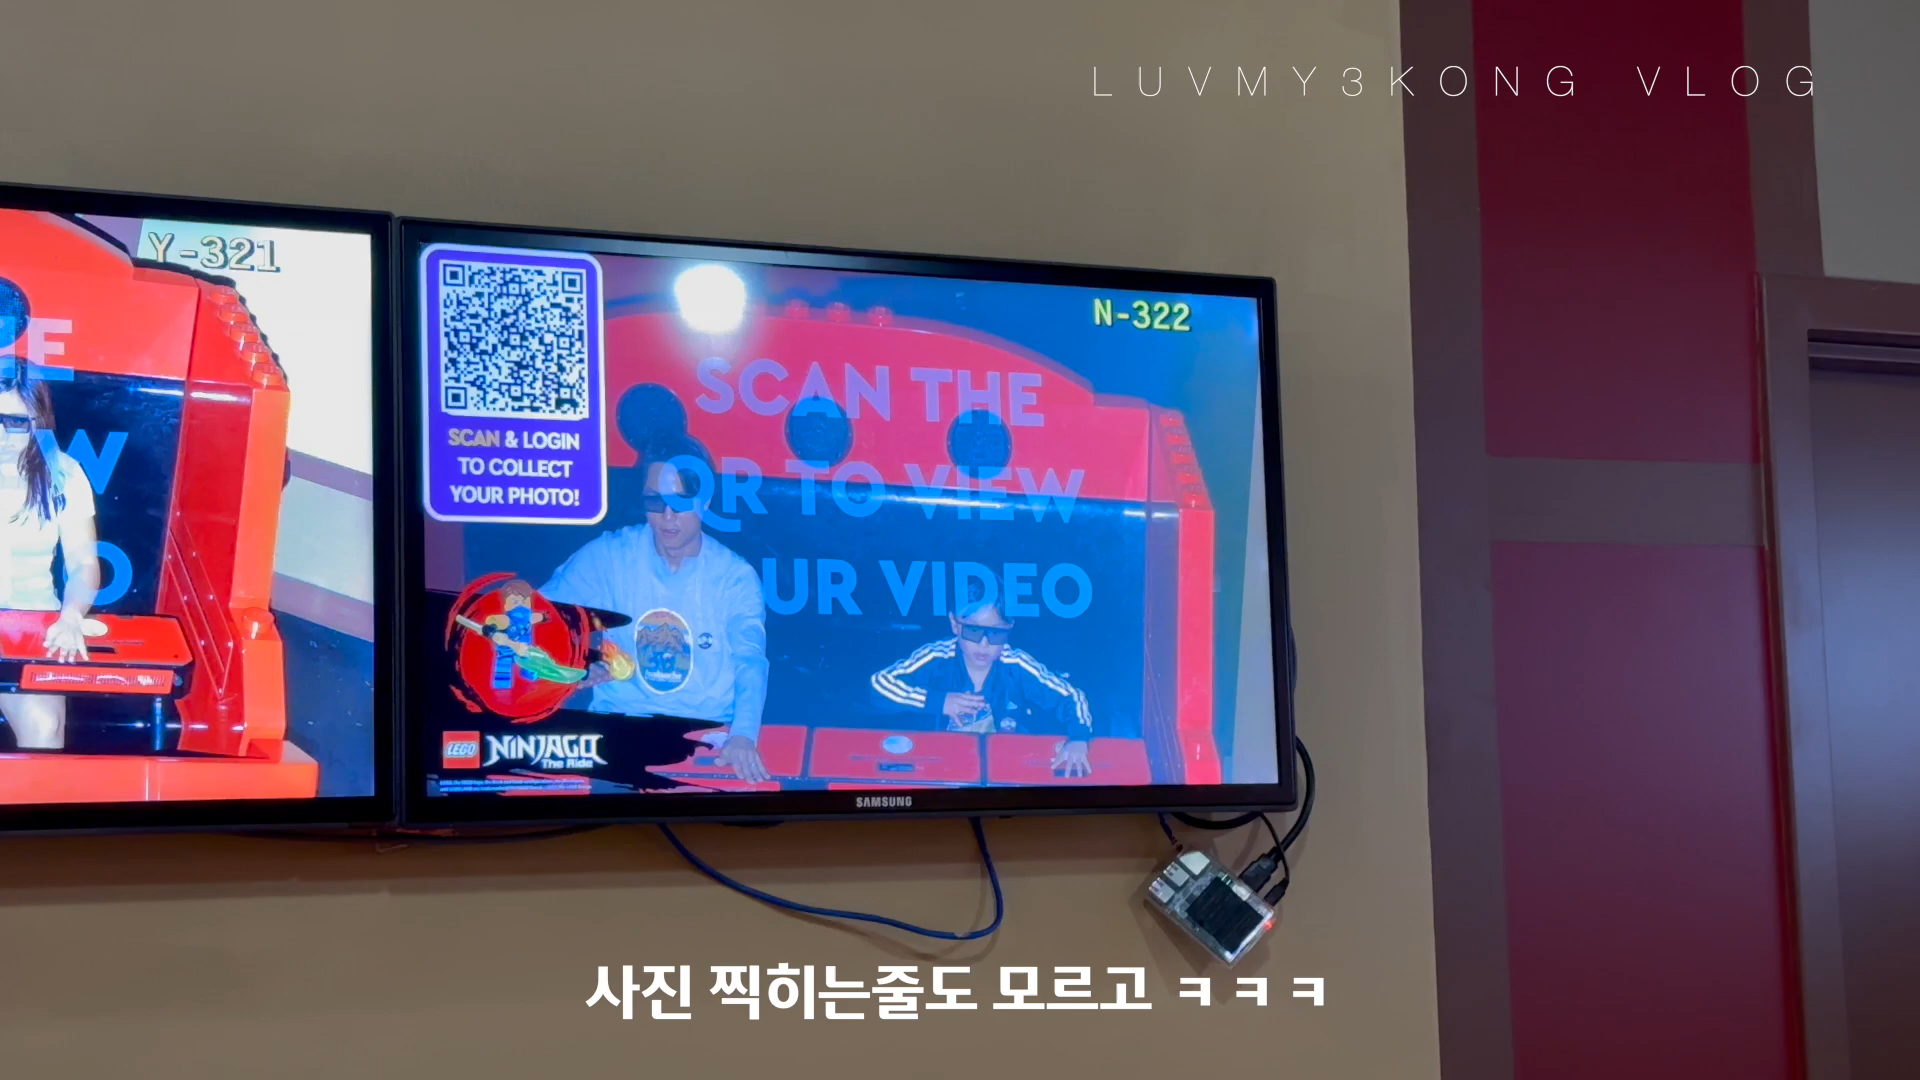 LUVMY3KONG VLOG
Y-321
E
W
O
N-322
SCAN & LOGIN
TO COLLECT
YOUR PHOTO!
SCAN THE
QR TO VIEW
UR VIDEO
LEGO NINJAGO
The Ride
SAMSUNG
사진 찍히는줄도 모르고 ㅋㅋㅋ